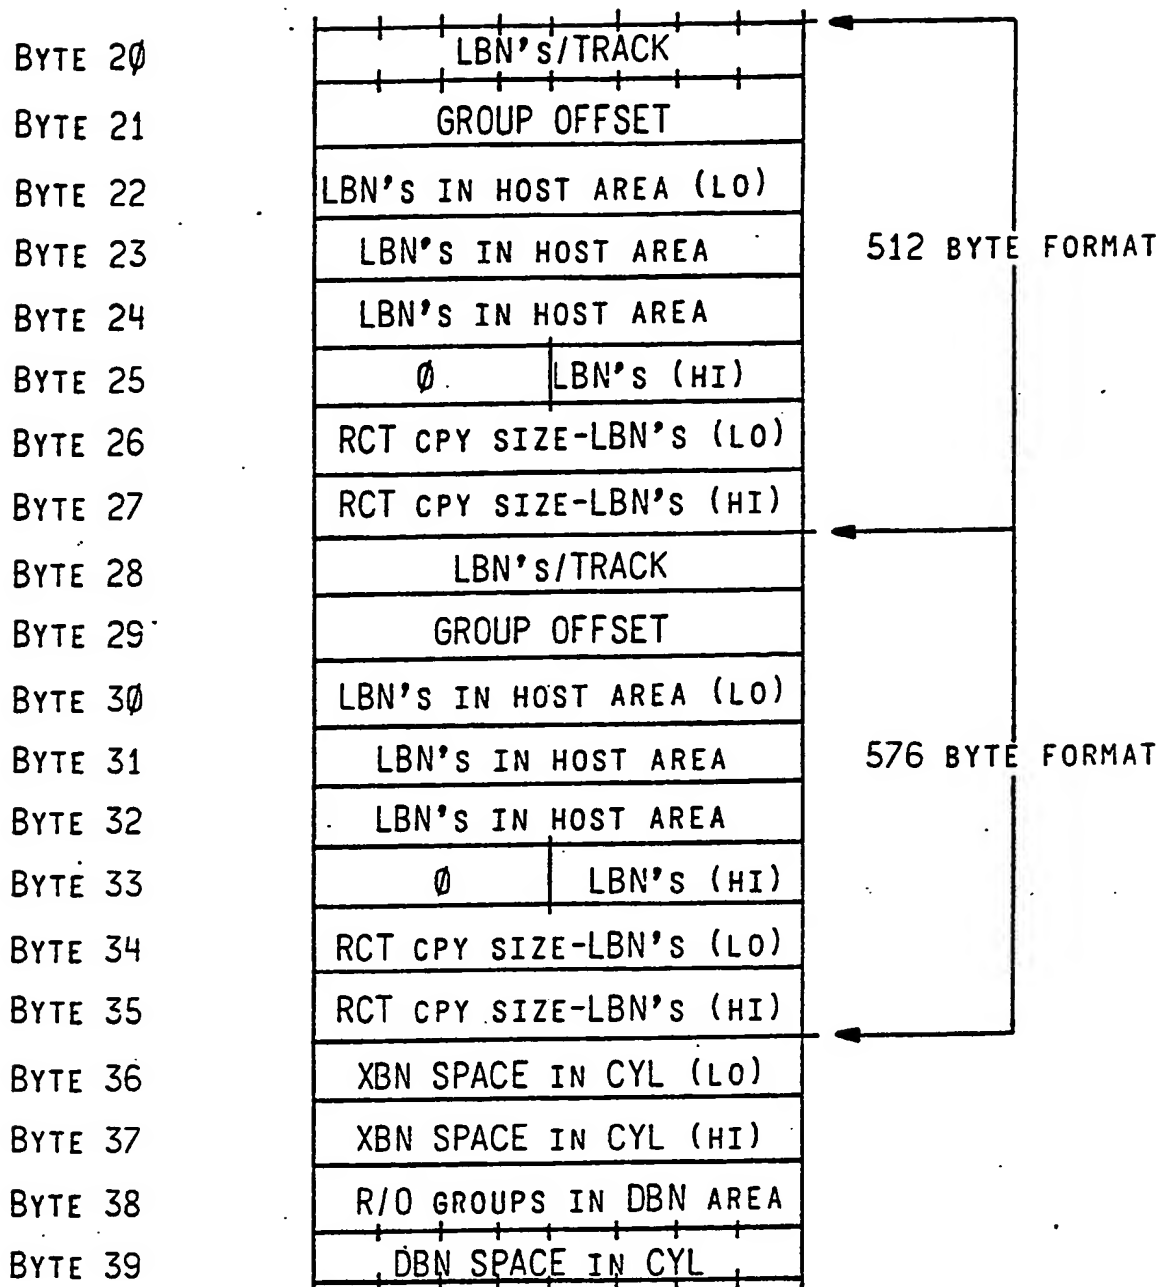 BYTE 2Ø LBN'S/TRACK
BYTE 21 GROUP OFFSET
BYTE 22 LBN'S IN HOST AREA (LO)
BYTE 23 LBN'S IN HOST AREA 512 BYTE FORMAT
BYTE 24 LBN'S IN HOST AREA
BYTE 25 Ø LBN'S (HI)
BYTE 26 RCT CPY SIZE-LBN'S (LO)
BYTE 27 RCT CPY SIZE-LBN'S (HI)
BYTE 28 LBN'S/TRACK
BYTE 29 GROUP OFFSET
BYTE 3Ø LBN'S IN HOST AREA (LO)
BYTE 31 LBN'S IN HOST AREA 576 BYTE FORMAT
BYTE 32 LBN'S IN HOST AREA
BYTE 33 Ø LBN'S (HI)
BYTE 34 RCT CPY SIZE-LBN'S (LO)
BYTE 35 RCT CPY SIZE-LBN'S (HI)
BYTE 36 XBN SPACE IN CYL (LO)
BYTE 37 XBN SPACE IN CYL (HI)
BYTE 38 R/O GROUPS IN DBN AREA
BYTE 39 DBN SPACE IN CYL